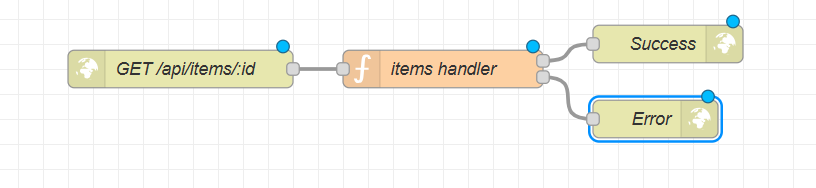 GET /api/items/:id
items handler
Success
Error